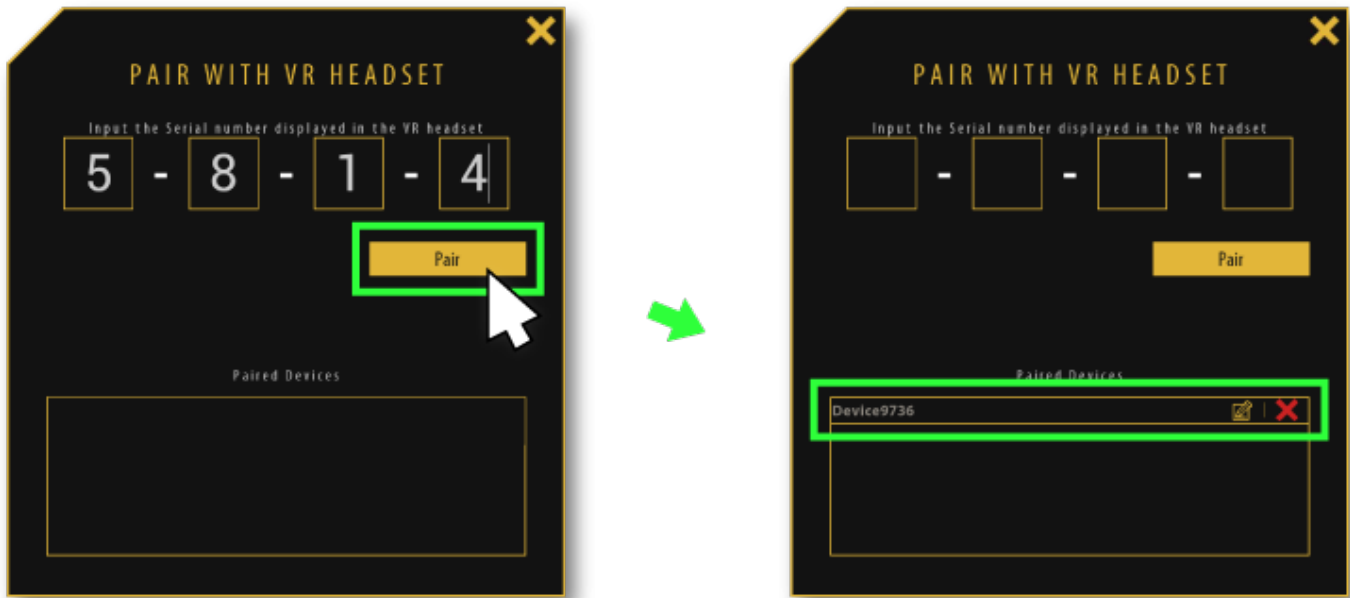 PAIR WITH VR HEADSET
Input the Serial number displayed in the VR headset
5 - 8 - 1 - 4
Pair
Paired Devices
PAIR WITH VR HEADSET
Input the Serial number displayed in the VR headset
- - -
Pair
Paired Devices
Device9736